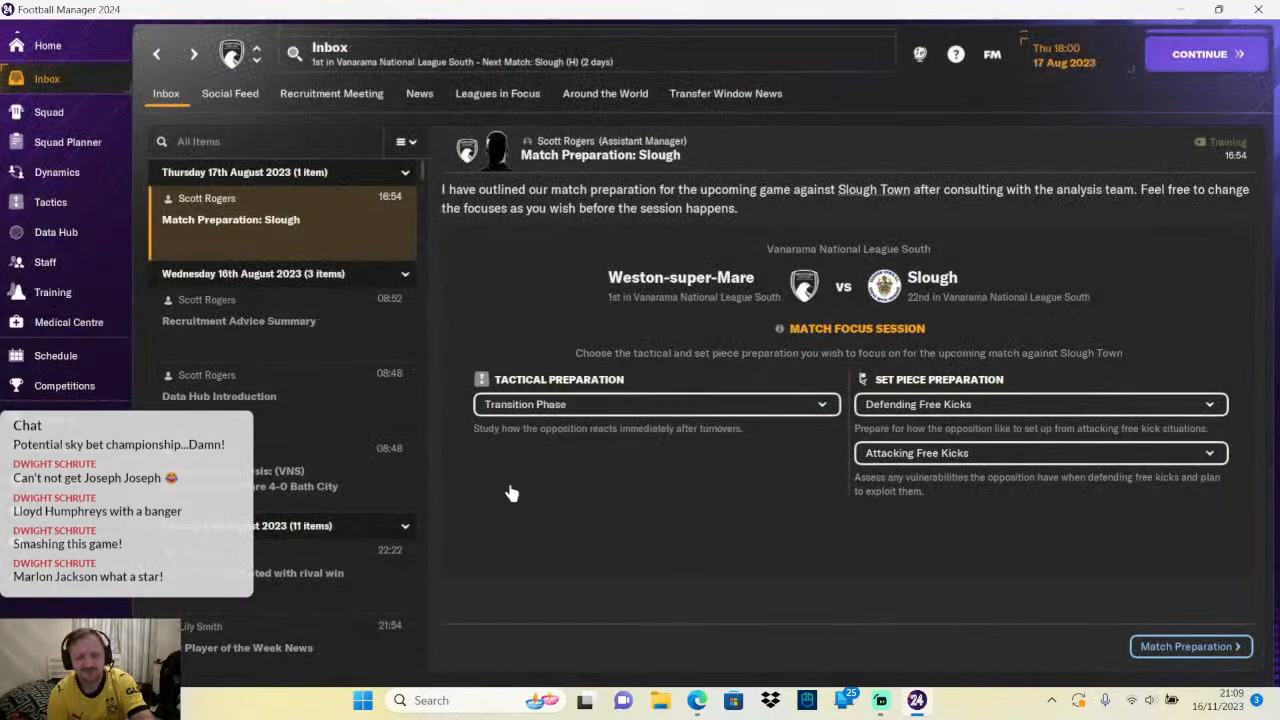 Football Manager 2024
Home
Inbox
Squad
Squad Planner
Dynamics
Tactics
Data Hub
Staff
Training
Medical Centre
Schedule
Competitions
Inbox
1st in Vanarama National League South - Next Match: Slough (H) (2 days)
FM
Thu 18:00
17 Aug 2023
CONTINUE
Inbox
Social Feed
Recruitment Meeting
News
Leagues in Focus
Around the World
Transfer Window News
All Items
Thursday 17th August 2023 (1 item)
Scott Rogers
16:54
Match Preparation: Slough
Wednesday 16th August 2023 (3 items)
Scott Rogers
08:52
Recruitment Advice Summary
Scott Rogers
08:48
Data Hub Introduction
08:48
(VNS)
4-0 Bath City
2023 (11 items)
22:22
with rival win
Lily Smith
21:54
Player of the Week News
Scott Rogers (Assistant Manager)
Match Preparation: Slough
Training
16:54
I have outlined our match preparation for the upcoming game against Slough Town after consulting with the analysis team. Feel free to change
the focuses as you wish before the session happens.
Vanarama National League South
Weston-super-Mare
1st in Vanarama National League South
vs
Slough
22nd in Vanarama National League South
MATCH FOCUS SESSION
Choose the tactical and set piece preparation you wish to focus on for the upcoming match against Slough Town
TACTICAL PREPARATION
Transition Phase
Study how the opposition reacts immediately after turnovers.
SET PIECE PREPARATION
Defending Free Kicks
Prepare for how the opposition like to set up from attacking free kick situations.
Attacking Free Kicks
Assess any vulnerabilities the opposition have when defending free kicks and plan
to exploit them.
Match Preparation
Chat
Potential sky bet championship...Damn!
DWIGHT SCHRUTE
Can't not get Joseph Joseph 😂
DWIGHT SCHRUTE
Lloyd Humphreys with a banger
DWIGHT SCHRUTE
Smashing this game!
DWIGHT SCHRUTE
Marlon Jackson what a star!
Search
25
24
21:09
16/11/2023
3